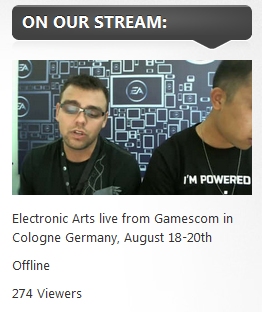 ON OUR STREAM:
EA
EA
I'M POWERED
Electronic Arts live from Gamescom in
Cologne Germany, August 18-20th
Offline
274 Viewers